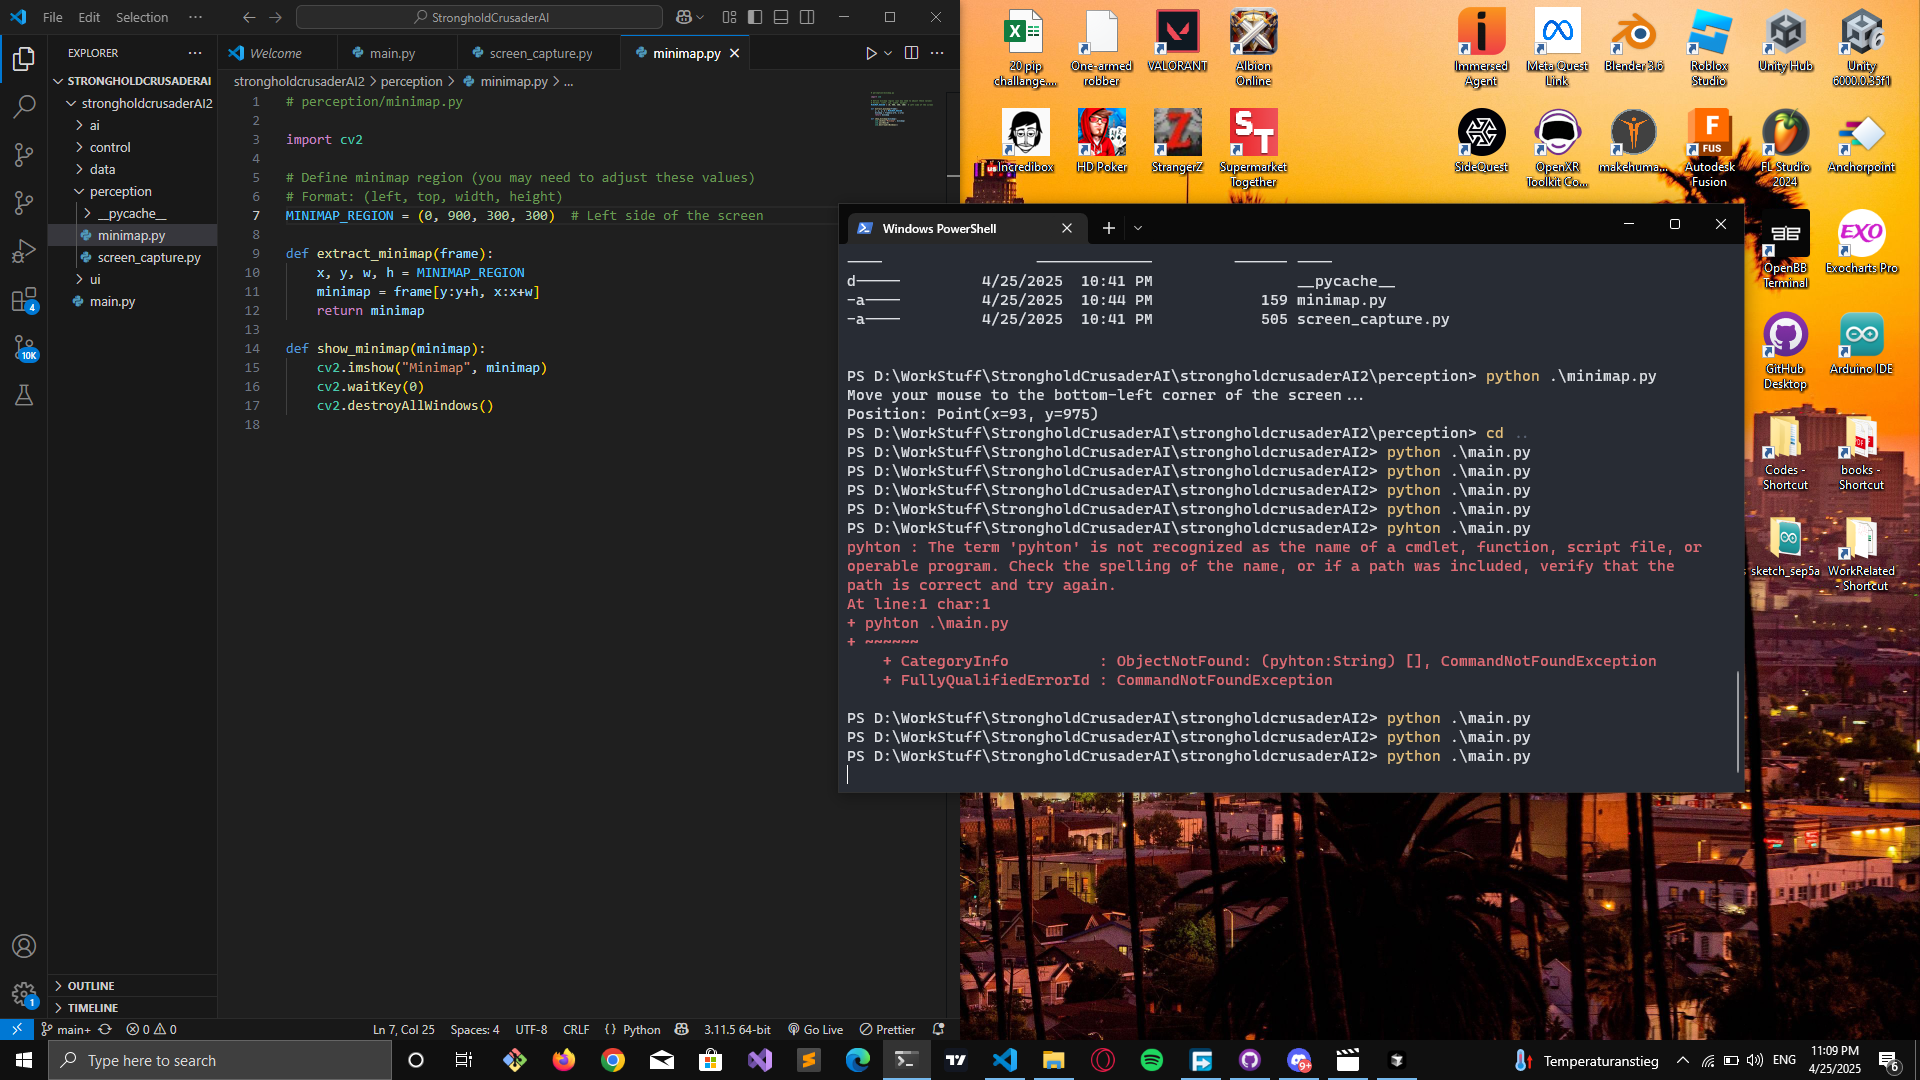 File Edit Selection ···
StrongholdCrusaderAI
EXPLORER ···
Welcome
main.py
screen_capture.py
minimap.py
STRONGHOLDCRUSADERAI
strongholdcrusaderAI2
ai
control
data
perception
__pycache__
minimap.py
screen_capture.py
ui
main.py
4
10K
1
OUTLINE
TIMELINE
strongholdcrusaderAI2 > perception > minimap.py > ...
1 # perception/minimap.py
2
3 import cv2
4
5 # Define minimap region (you may need to adjust these values)
6 # Format: (left, top, width, height)
7 MINIMAP_REGION = (0, 900, 300, 300)  # Left side of the screen
8
9 def extract_minimap(frame):
10     x, y, w, h = MINIMAP_REGION
11     minimap = frame[y:y+h, x:x+w]
12     return minimap
13
14 def show_minimap(minimap):
15     cv2.imshow("Minimap", minimap)
16     cv2.waitKey(0)
17     cv2.destroyAllWindows()
18
main+ 0 0 Ln 7, Col 25 Spaces: 4 UTF-8 CRLF Python 3.11.5 64-bit Go Live Prettier
20 pip challange....
One-armed robber
VALORANT
Albion Online
Immersed Agent
Meta Quest Link
Blender 3.6
Roblox Studio
Unity Hub
Unity 6000.0.35f1
Incredibox
HD Poker
StrangerZ
Supermarket Together
SideQuest
OpenXR Toolkit Co...
makehuma...
Autodesk Fusion
FL Studio 2024
Anchorpoint
OpenBB Terminal
EXO
Exocharts Pro
GitHub Desktop
Arduino IDE
Codes - Shortcut
books - Shortcut
sketch_sep5a
WorkRelated - Shortcut
Windows PowerShell
d----- 4/25/2025 10:41 PM __pycache__
-a---- 4/25/2025 10:44 PM 159 minimap.py
-a---- 4/25/2025 10:41 PM 505 screen_capture.py
PS D:\WorkStuff\StrongholdCrusaderAI\strongholdcrusaderAI2\perception> python .\minimap.py
Move your mouse to the bottom-left corner of the screen...
Position: Point(x=93, y=975)
PS D:\WorkStuff\StrongholdCrusaderAI\strongholdcrusaderAI2\perception> cd ..
PS D:\WorkStuff\StrongholdCrusaderAI\strongholdcrusaderAI2> python .\main.py
PS D:\WorkStuff\StrongholdCrusaderAI\strongholdcrusaderAI2> python .\main.py
PS D:\WorkStuff\StrongholdCrusaderAI\strongholdcrusaderAI2> python .\main.py
PS D:\WorkStuff\StrongholdCrusaderAI\strongholdcrusaderAI2> python .\main.py
PS D:\WorkStuff\StrongholdCrusaderAI\strongholdcrusaderAI2> pyhton .\main.py
pyhton : The term 'pyhton' is not recognized as the name of a cmdlet, function, script file, or
operable program. Check the spelling of the name, or if a path was included, verify that the
path is correct and try again.
At line:1 char:1
+ pyhton .\main.py
+ ~~~~~~
+ CategoryInfo          : ObjectNotFound: (pyhton:String) [], CommandNotFoundException
+ FullyQualifiedErrorId : CommandNotFoundException
PS D:\WorkStuff\StrongholdCrusaderAI\strongholdcrusaderAI2> python .\main.py
PS D:\WorkStuff\StrongholdCrusaderAI\strongholdcrusaderAI2> python .\main.py
PS D:\WorkStuff\StrongholdCrusaderAI\strongholdcrusaderAI2> python .\main.py
Type here to search
9+
Temperaturanstieg
ENG
11:09 PM
4/25/2025
6